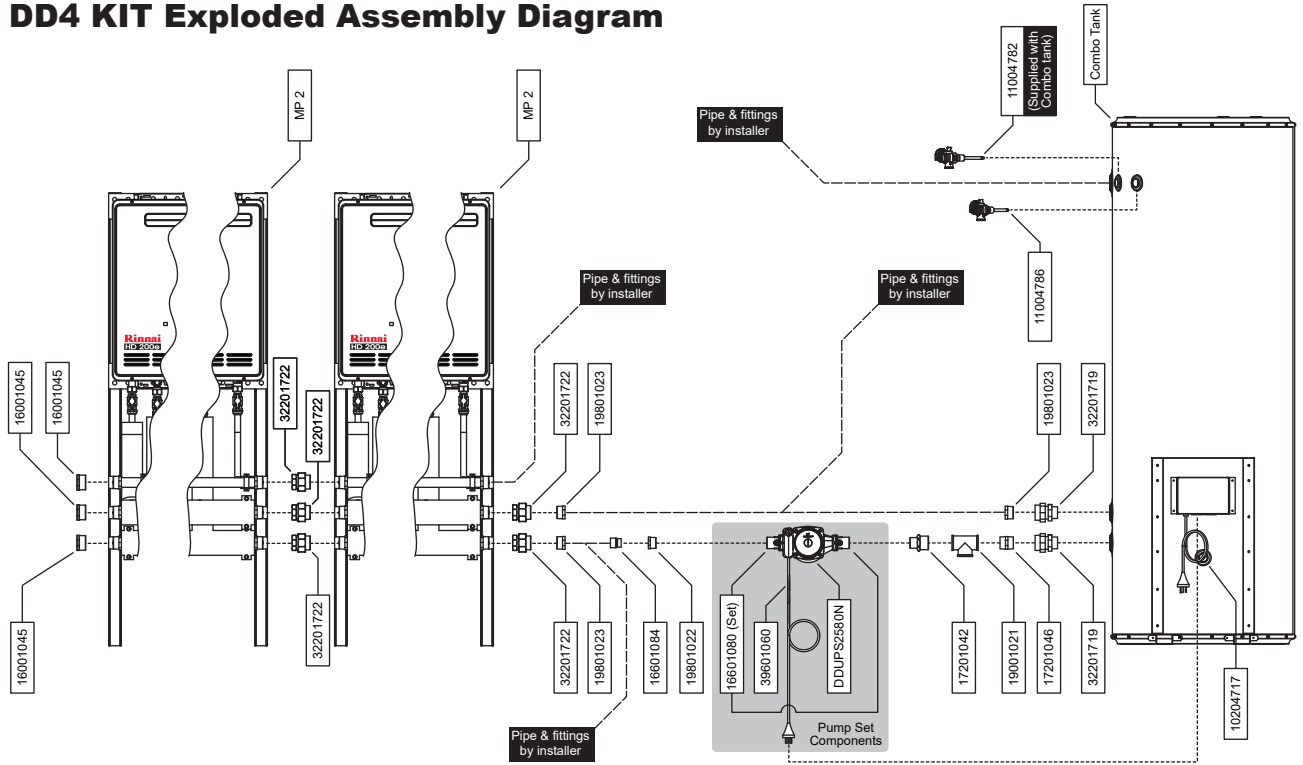 DD4 KIT Exploded Assembly Diagram
MP 2
MP 2
11004782
(Supplied with
Combo tank)
Combo Tank
Pipe & fittings
by installer
11004786
Pipe & fittings
by installer
Pipe & fittings
by installer
Rinnai
HD 200e
Rinnai
HD 200e
16001045
16001045
32201722
32201722
32201722
19801023
19801023
32201719
16001045
32201722
32201722
19801023
16601084
19801022
16601080 (Set)
39601060
DDUPS2580N
17201042
19001021
17201046
32201719
10204717
Pump Set
Components
Pipe & fittings
by installer